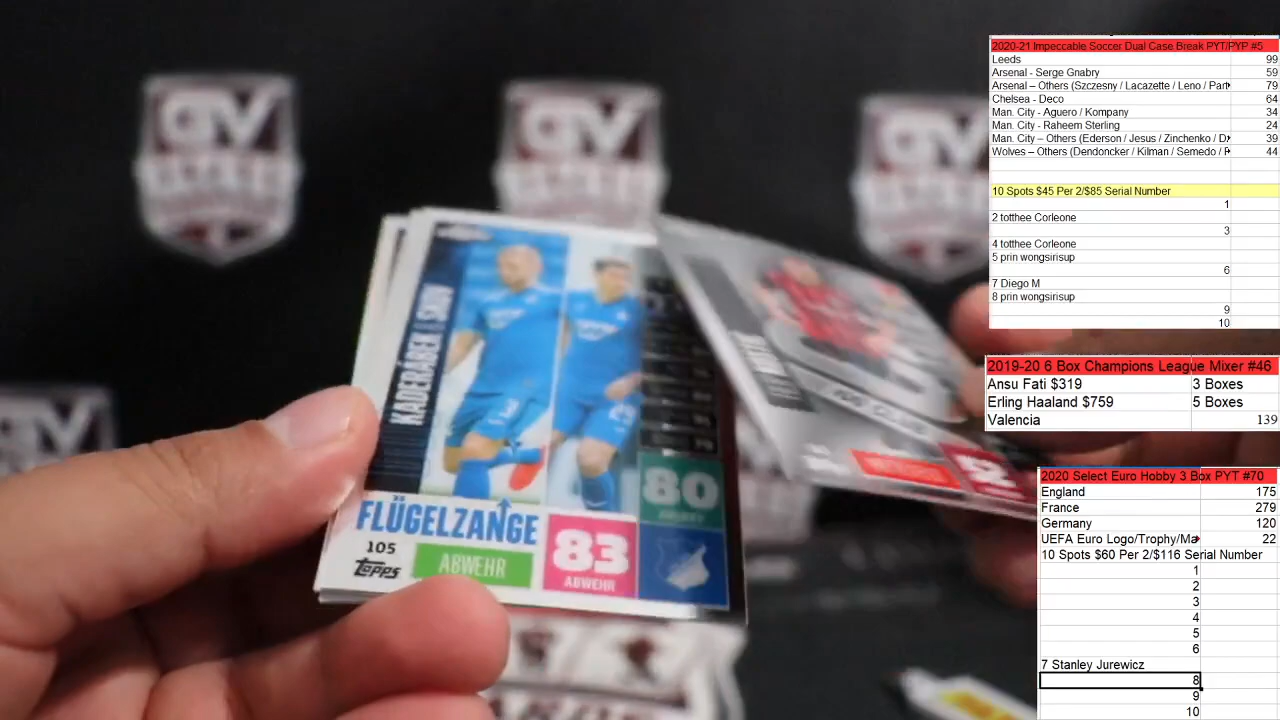 KADEŘÁBEK SKOV
80
FLÜGELZANGE
105
topps
ABWEHR
83
ABWEHR
GV
GV
GV
2020-21 Impeccable Soccer Dual Case Break PYT/PYP #5
Leeds 99
Arsenal - Serge Gnabry 59
Arsenal – Others (Szczesny / Lacazette / Leno / Part 79
Chelsea - Deco 64
Man. City - Aguero / Kompany 34
Man. City - Raheem Sterling 24
Man. City – Others (Ederson / Jesus / Zinchenko / D 39
Wolves – Others (Dendoncker / Kilman / Semedo / 44
10 Spots $45 Per 2/$85 Serial Number
1
2 totthee Corleone
3
4 totthee Corleone
5 prin wongsirisup
6
7 Diego M
8 prin wongsirisup
9
10
2019-20 6 Box Champions League Mixer #46
Ansu Fati $319 3 Boxes
Erling Haaland $759 5 Boxes
Valencia 139
2020 Select Euro Hobby 3 Box PYT #70
England 175
France 279
Germany 120
UEFA Euro Logo/Trophy/Ma 22
10 Spots $60 Per 2/$116 Serial Number
1
2
3
4
5
6
7 Stanley Jurewicz
8
9
10